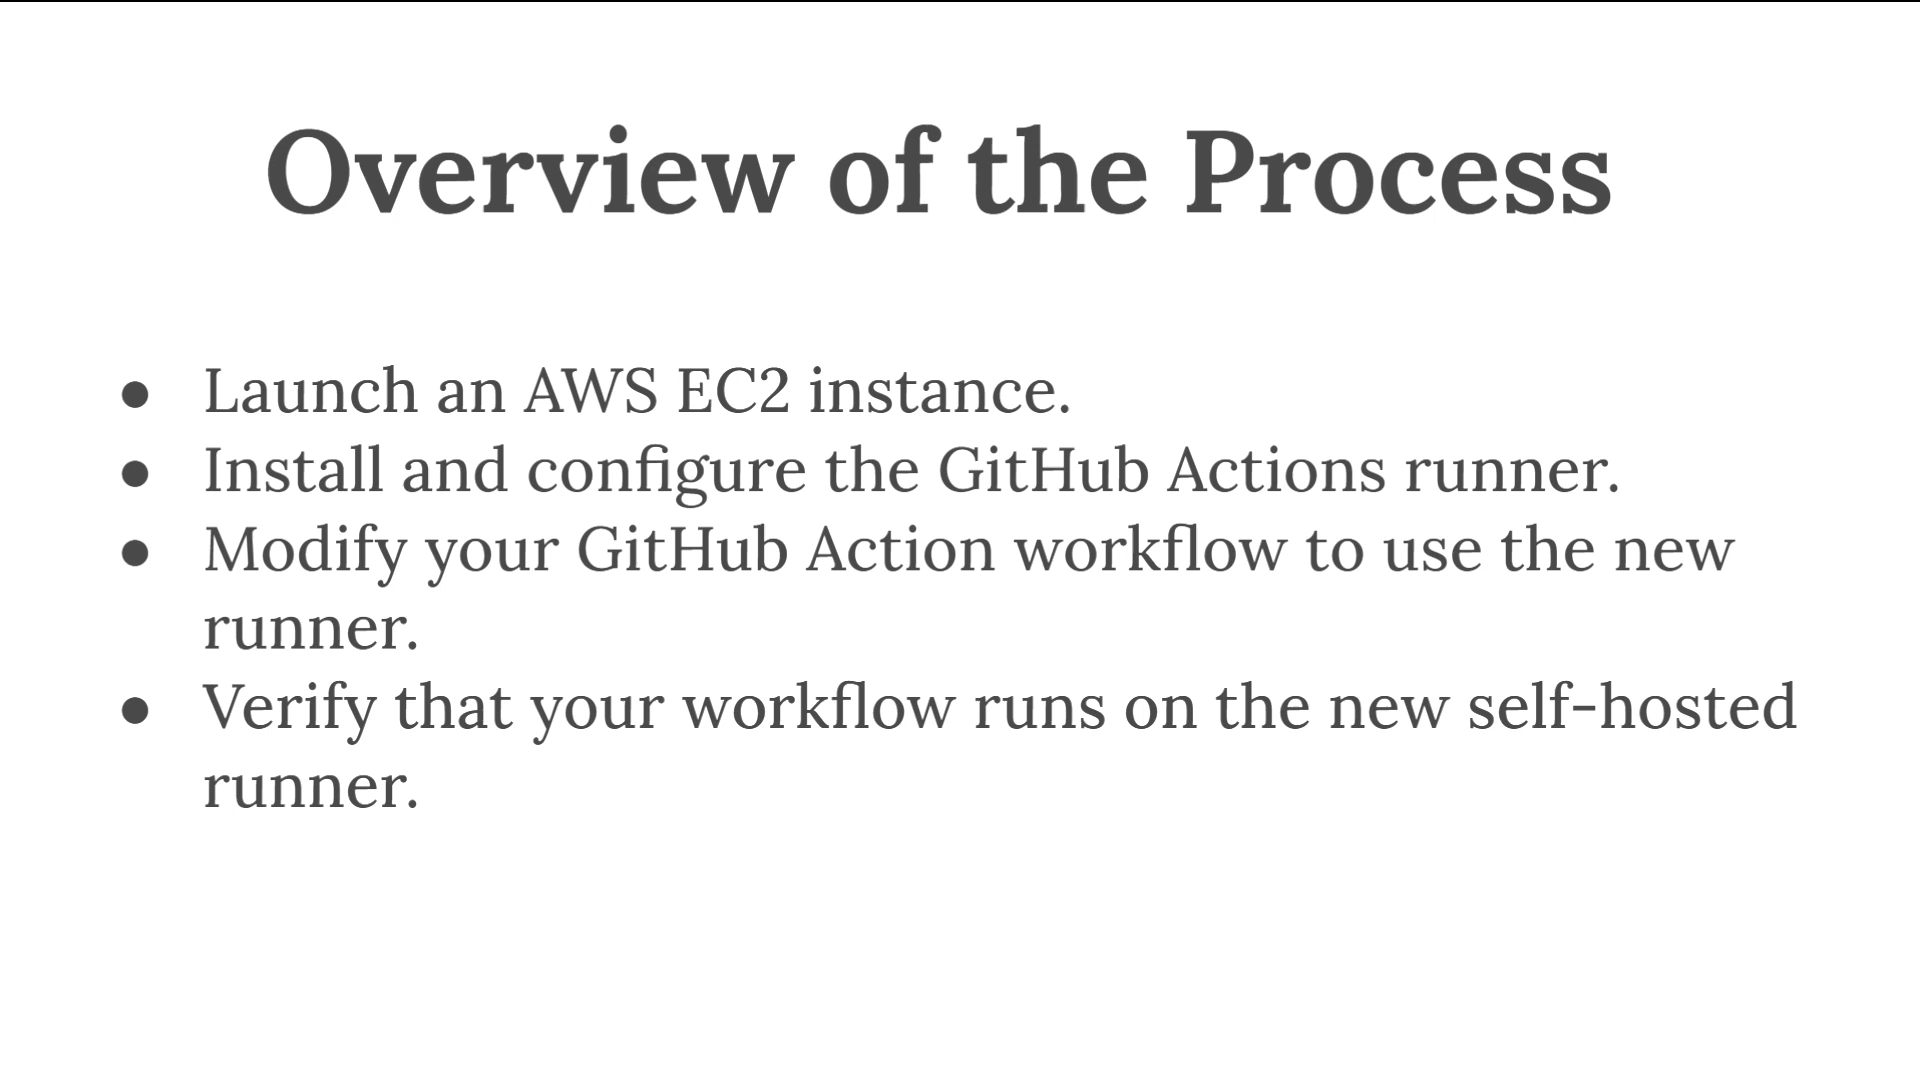 Overview of the Process
● Launch an AWS EC2 instance.
● Install and configure the GitHub Actions runner.
● Modify your GitHub Action workflow to use the new
runner.
● Verify that your workflow runs on the new self-hosted
runner.